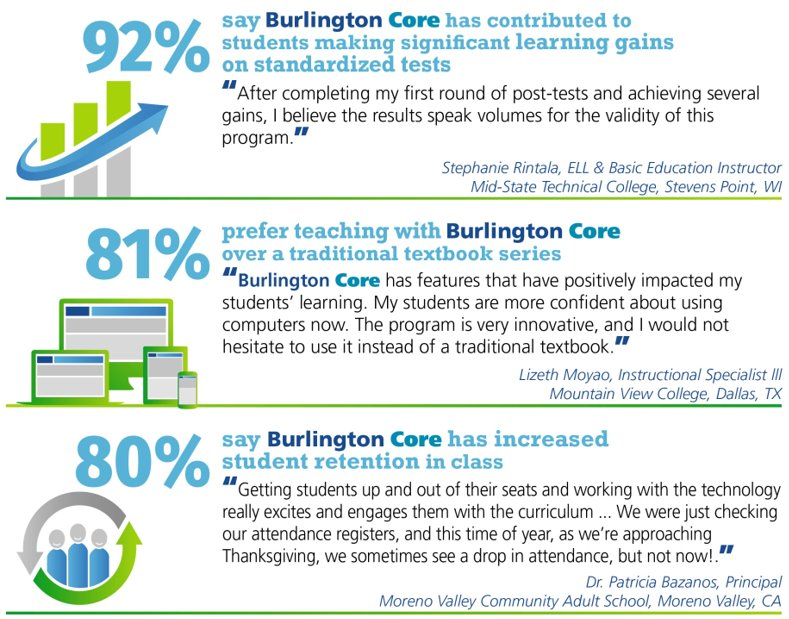 92%
say Burlington Core has contributed to
students making significant learning gains
on standardized tests
"After completing my first round of post-tests and achieving several
gains, I believe the results speak volumes for the validity of this
program."
Stephanie Rintala, ELL & Basic Education Instructor
Mid-State Technical College, Stevens Point, WI
81%
prefer teaching with Burlington Core
over a traditional textbook series
"Burlington Core has features that have positively impacted my
students' learning. My students are more confident about using
computers now. The program is very innovative, and I would not
hesitate to use it instead of a traditional textbook."
Lizeth Moyao, Instructional Specialist III
Mountain View College, Dallas, TX
80%
say Burlington Core has increased
student retention in class
"Getting students up and out of their seats and working with the technology
really excites and engages them with the curriculum ... We were just checking
our attendance registers, and this time of year, as we're approaching
Thanksgiving, we sometimes see a drop in attendance, but not now!."
Dr. Patricia Bazanos, Principal
Moreno Valley Community Adult School, Moreno Valley, CA